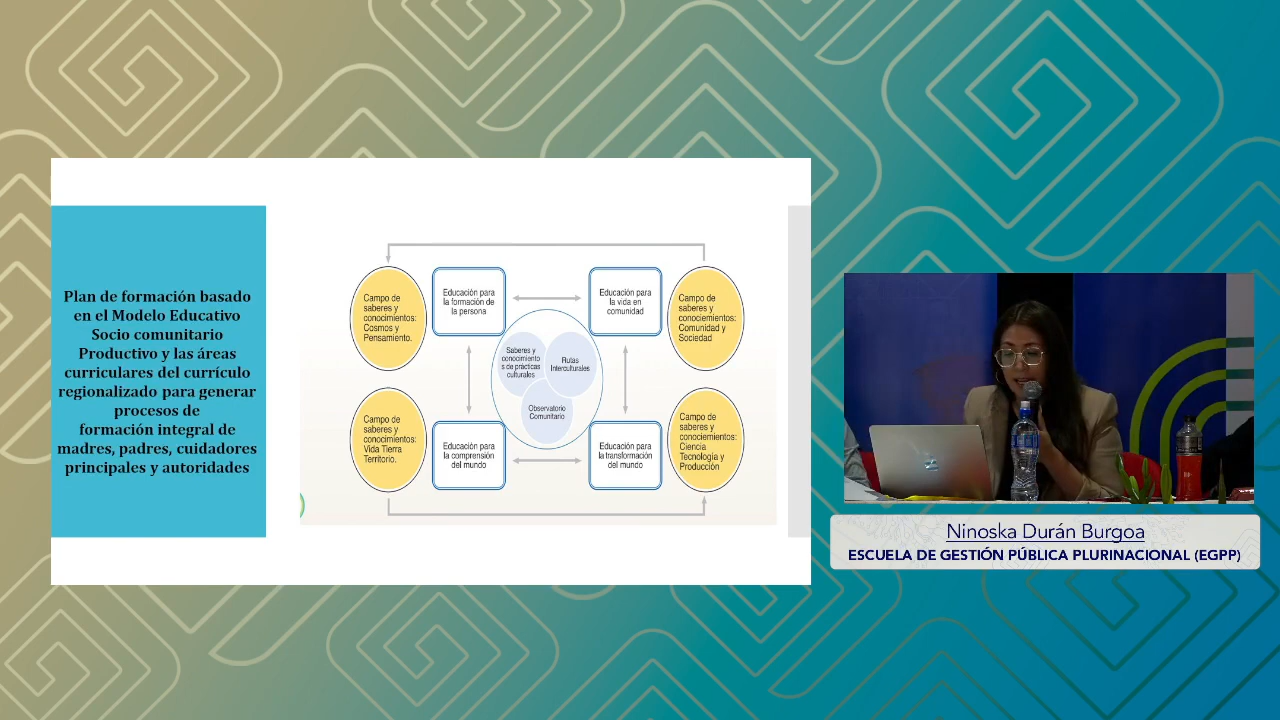 Plan de formación basado
en el Modelo Educativo
Socio comunitario
Productivo y las áreas
curriculares del currículo
regionalizado para generar
procesos de
formación integral de
madres, padres, cuidadores
principales y autoridades
Campo de
saberes y
conocimientos:
Cosmos y
Pensamiento.
Educación para
la formación de
la persona
Educación para
la vida en
comunidad
Campo de
saberes y
conociemientos:
Comunidad y
Sociedad
Saberes y
conocimiento
s de prácticas
culturales
Rutas
Interculturales
Observatorio
Comunitario
Campo de
saberes y
conocimientos:
Vida Tierra
Territorio.
Educación para
la comprensión
del mundo
Educación para
la transformación
del mundo
Campo de
saberes y
conociemientos:
Ciencia
Tecnología y
Producción
Ninoska Durán Burgoa
ESCUELA DE GESTIÓN PÚBLICA PLURINACIONAL (EGPP)